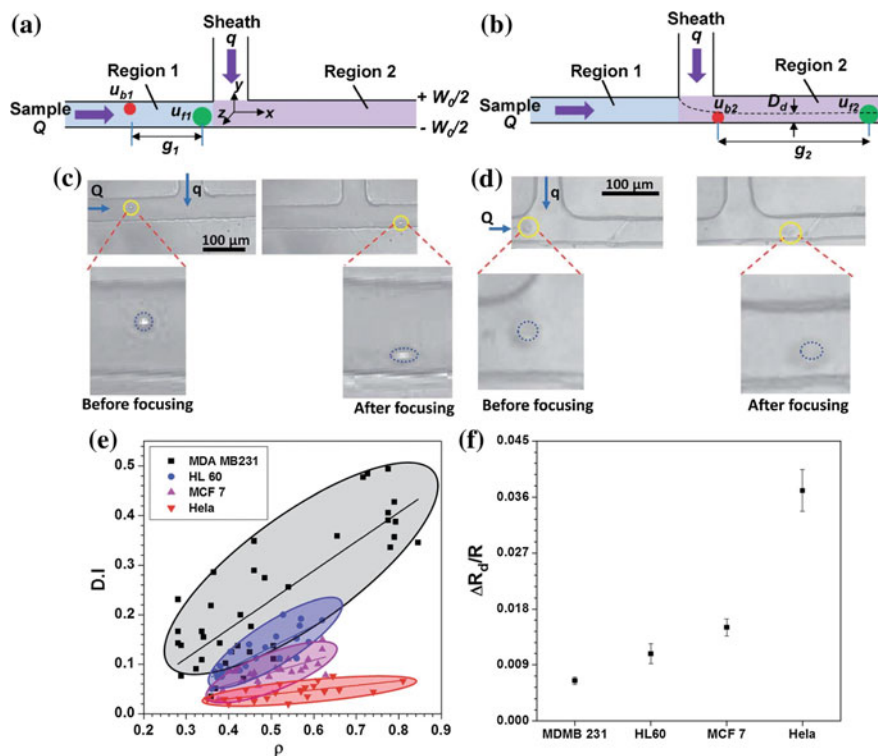 (a)
Sheath
q
Region 1
Region 2
Sample
Q
u_b1
u_f1
y
z
x
+ W_0/2
- W_0/2
g_1
(b)
Sheath
q
Region 1
Region 2
Sample
Q
u_b2
D_d
u_f2
g_2
(c)
Q
q
100 μm
Before focusing
After focusing
(d)
Q
q
100 μm
Before focusing
After focusing
(e)
MDA MB231
HL 60
MCF 7
Hela
D.I
0.5
0.4
0.3
0.2
0.1
0.0
0.2 0.3 0.4 0.5 0.6 0.7 0.8 0.9
ρ
(f)
ΔR_d/R
0.045
0.036
0.027
0.018
0.009
0.000
MDMB 231 HL60 MCF 7 Hela